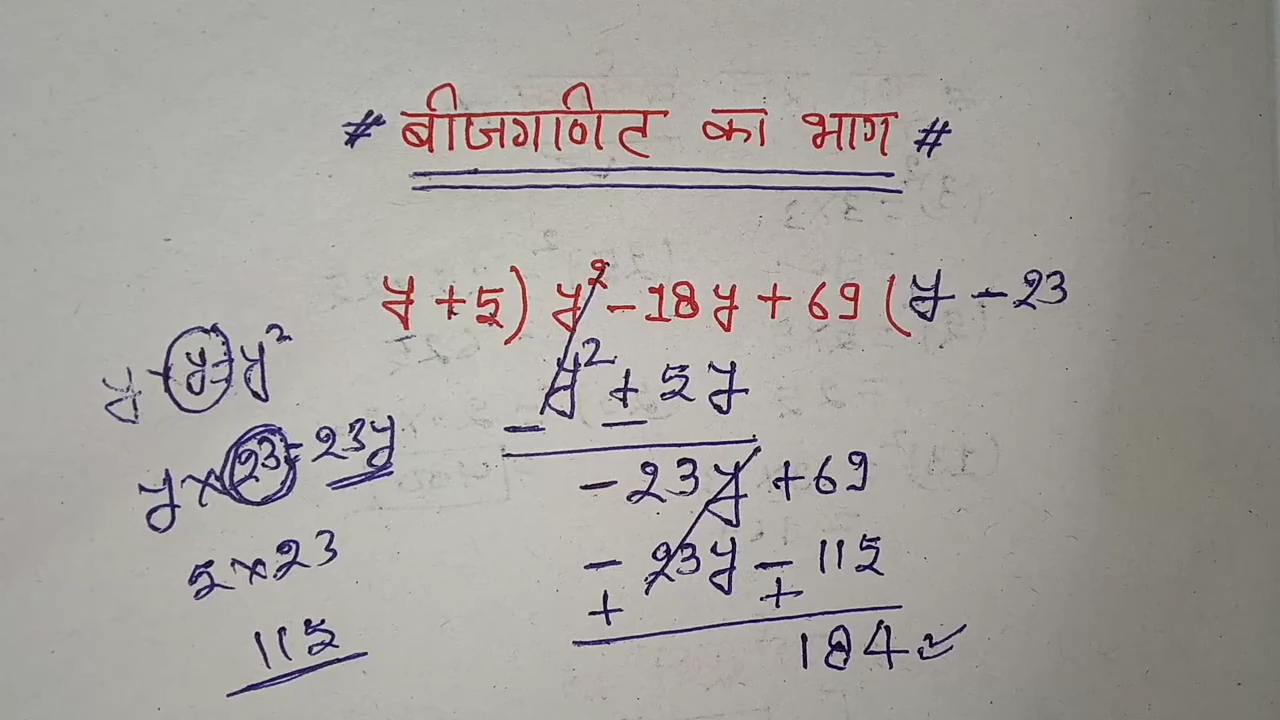 # बीजगणित का भाग #
y + 5) y² - 18y + 69 (y - 23
y² + 5y
- -
- 23y + 69
- 23y - 115
+ +
184
y × y = y²
y × 23 = 23y
5 × 23
115